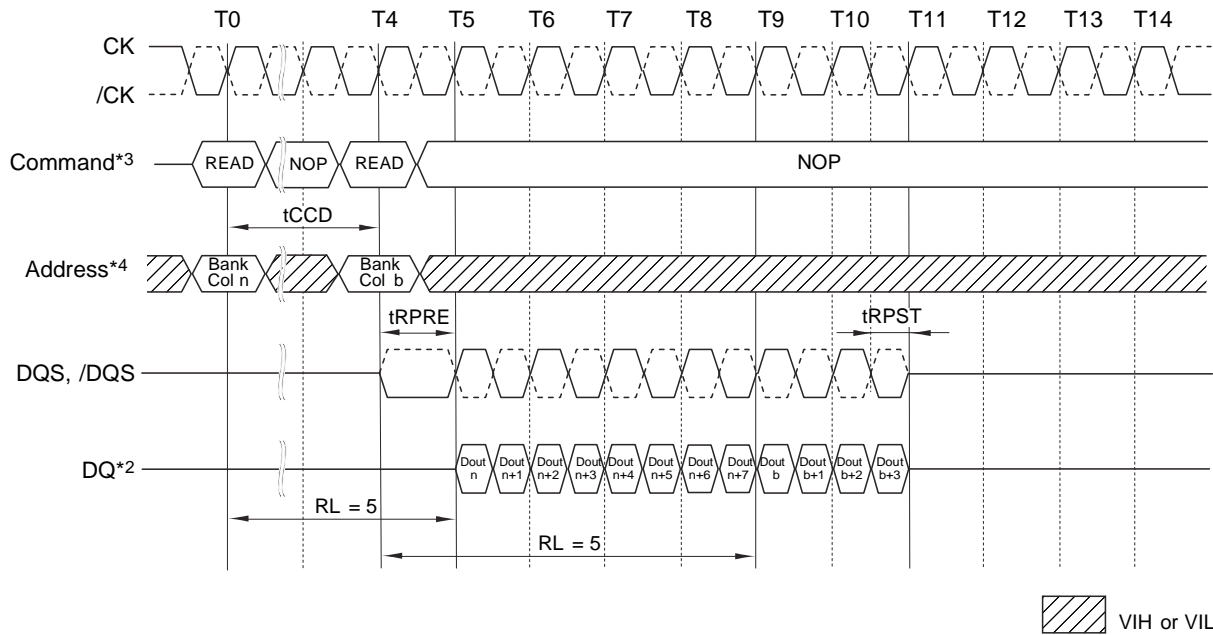 T0 T4 T5 T6 T7 T8 T9 T10 T11 T12 T13 T14
CK
/CK
Command*3 READ NOP READ NOP
tCCD
Address*4 Bank Col n Bank Col b
tRPRE tRPST
DQS, /DQS
DQ*2 Dout n Dout n+1 Dout n+2 Dout n+3 Dout n+4 Dout n+5 Dout n+6 Dout n+7 Dout b Dout b+1 Dout b+2 Dout b+3
RL = 5
RL = 5
VIH or VIL